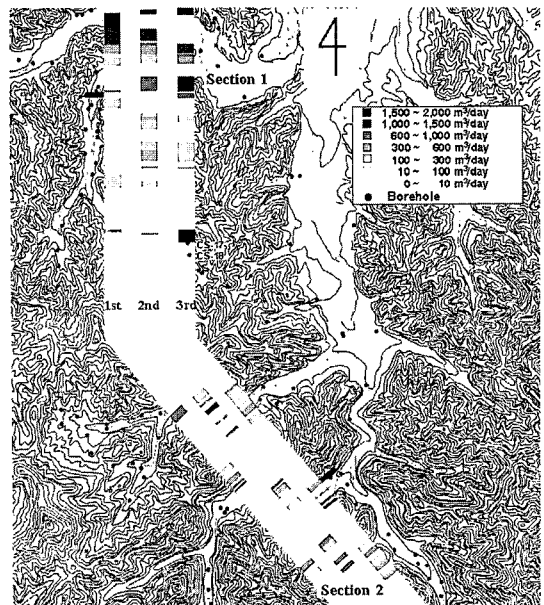 Section 1
1,500 ~ 2,000 m³/day
1,000 ~ 1,500 m³/day
600 ~ 1,000 m³/day
300 ~ 600 m³/day
100 ~ 300 m³/day
10 ~ 100 m³/day
0 ~ 10 m³/day
Borehole
1st 2nd 3rd
Section 2